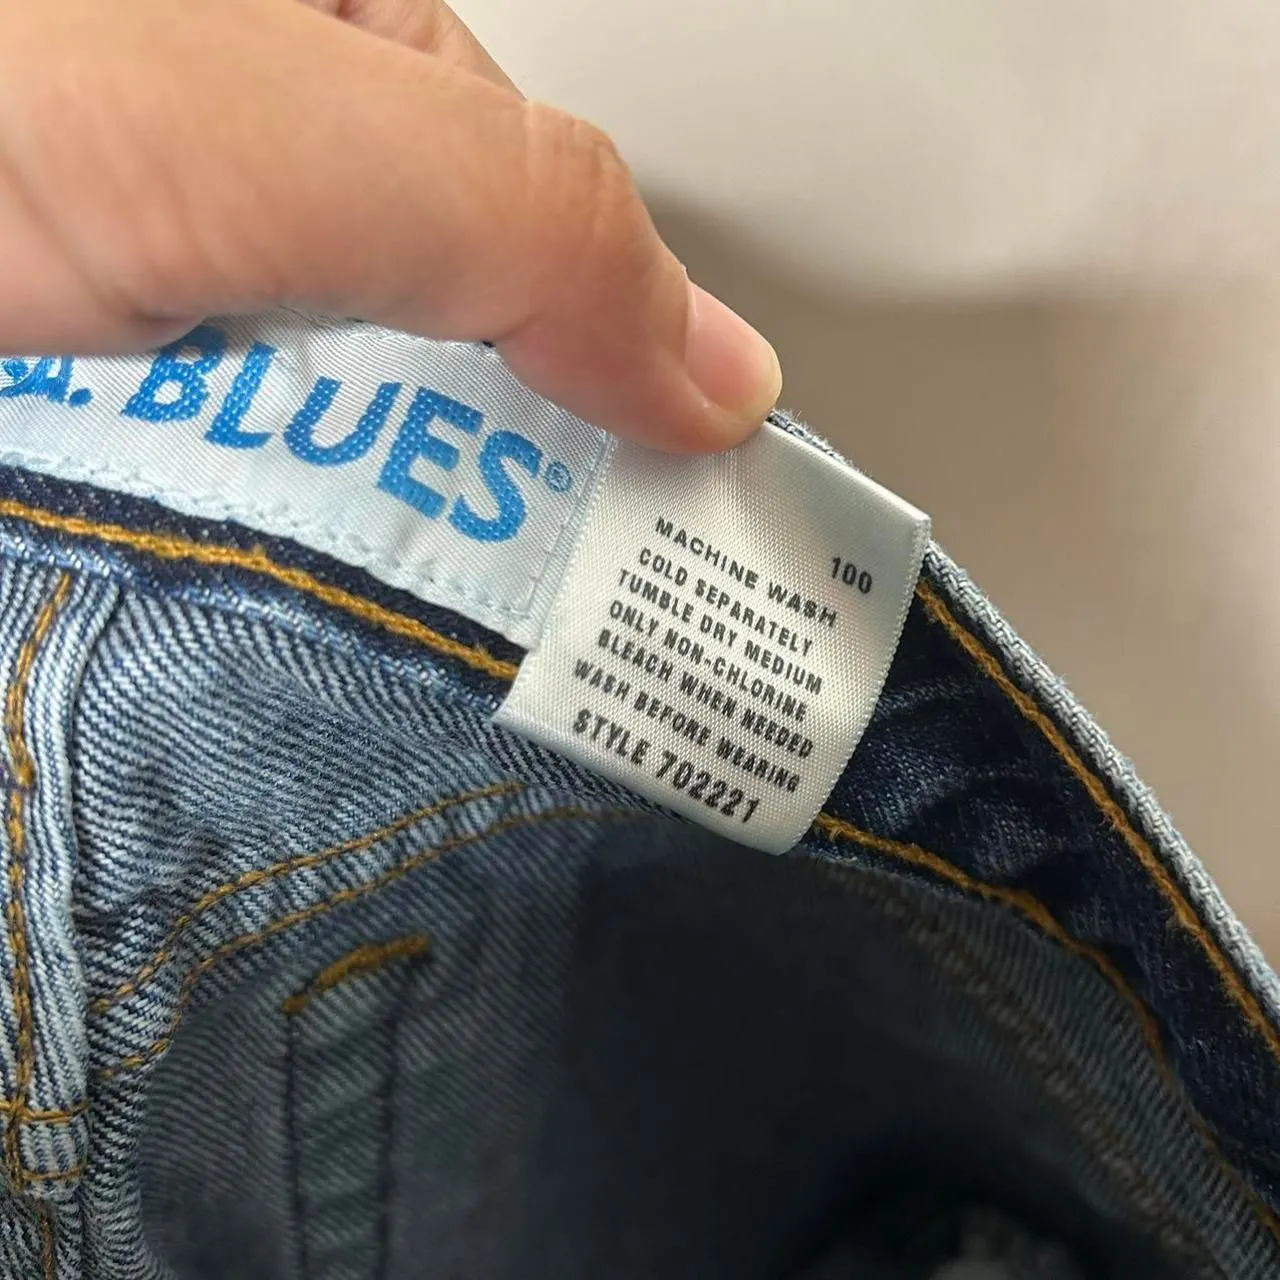 A. BLUES®
100
MACHINE WASH
COLD SEPARATELY
TUMBLE DRY MEDIUM
ONLY NON-CHLORINE
BLEACH WHEN NEEDED
WASH BEFORE WEARING
STYLE 702221